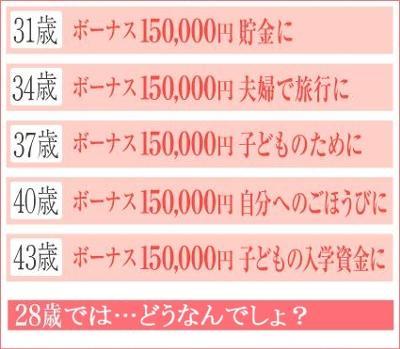 31歳 ボーナス150,000円 貯金に
34歳 ボーナス150,000円 夫婦で旅行に
37歳 ボーナス150,000円 子どものために
40歳 ボーナス150,000円 自分へのごほうびに
43歳 ボーナス150,000円 子どもの入学資金に
28歳では…どうなんでしょ？